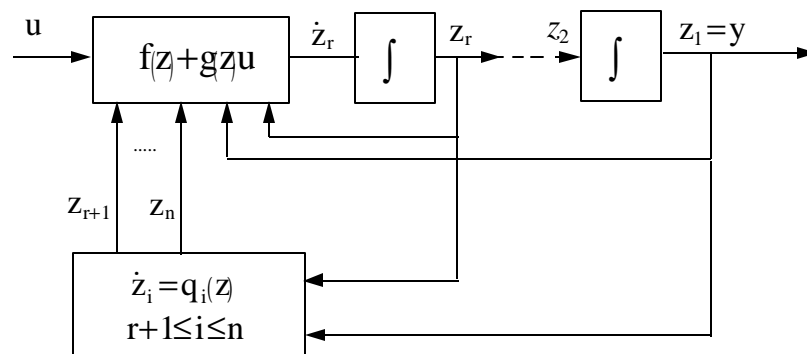 u
f(z)+g(z)u
ż_r
∫
z_r
z_2
∫
z_1=y
.....
z_{r+1}
z_n
ż_i=q_i(z)
r+1≤i≤n